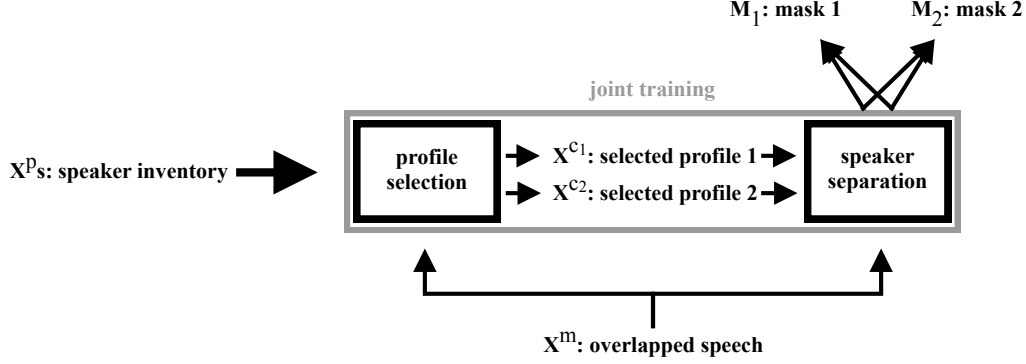 M₁: mask 1
M₂: mask 2
joint training
Xᵖs: speaker inventory
profile
selection
Xᶜ¹: selected profile 1
Xᶜ²: selected profile 2
speaker
separation
Xᵐ: overlapped speech